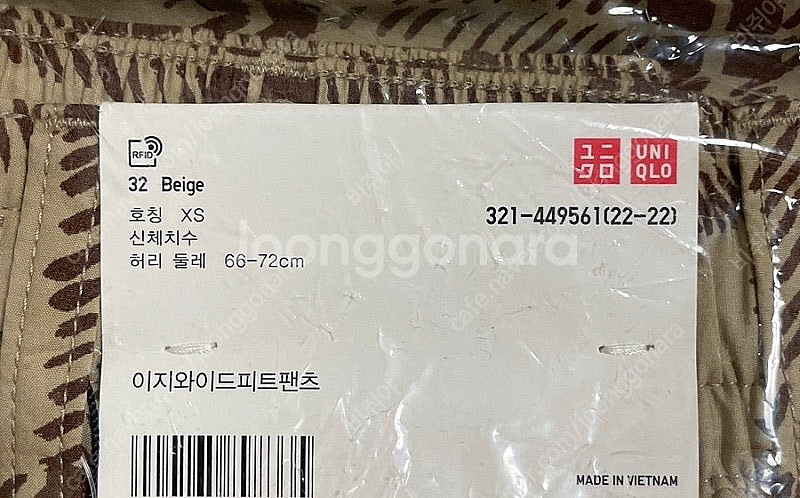 RFID
ユニ UNI
クロ QLO
32 Beige
호칭 XS
321-449561(22-22)
신체치수
허리 둘레 66-72cm
Joonggonara
이지와이드피트팬츠
MADE IN VIETNAM